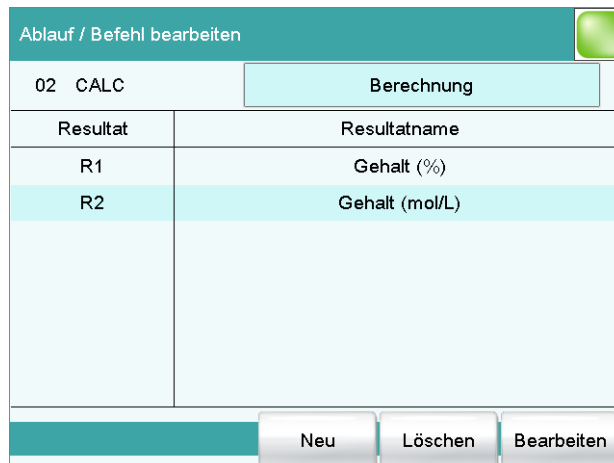 Ablauf / Befehl bearbeiten
02 CALC Berechnung
Resultat Resultatname
R1 Gehalt (%)
R2 Gehalt (mol/L)
Neu Löschen Bearbeiten